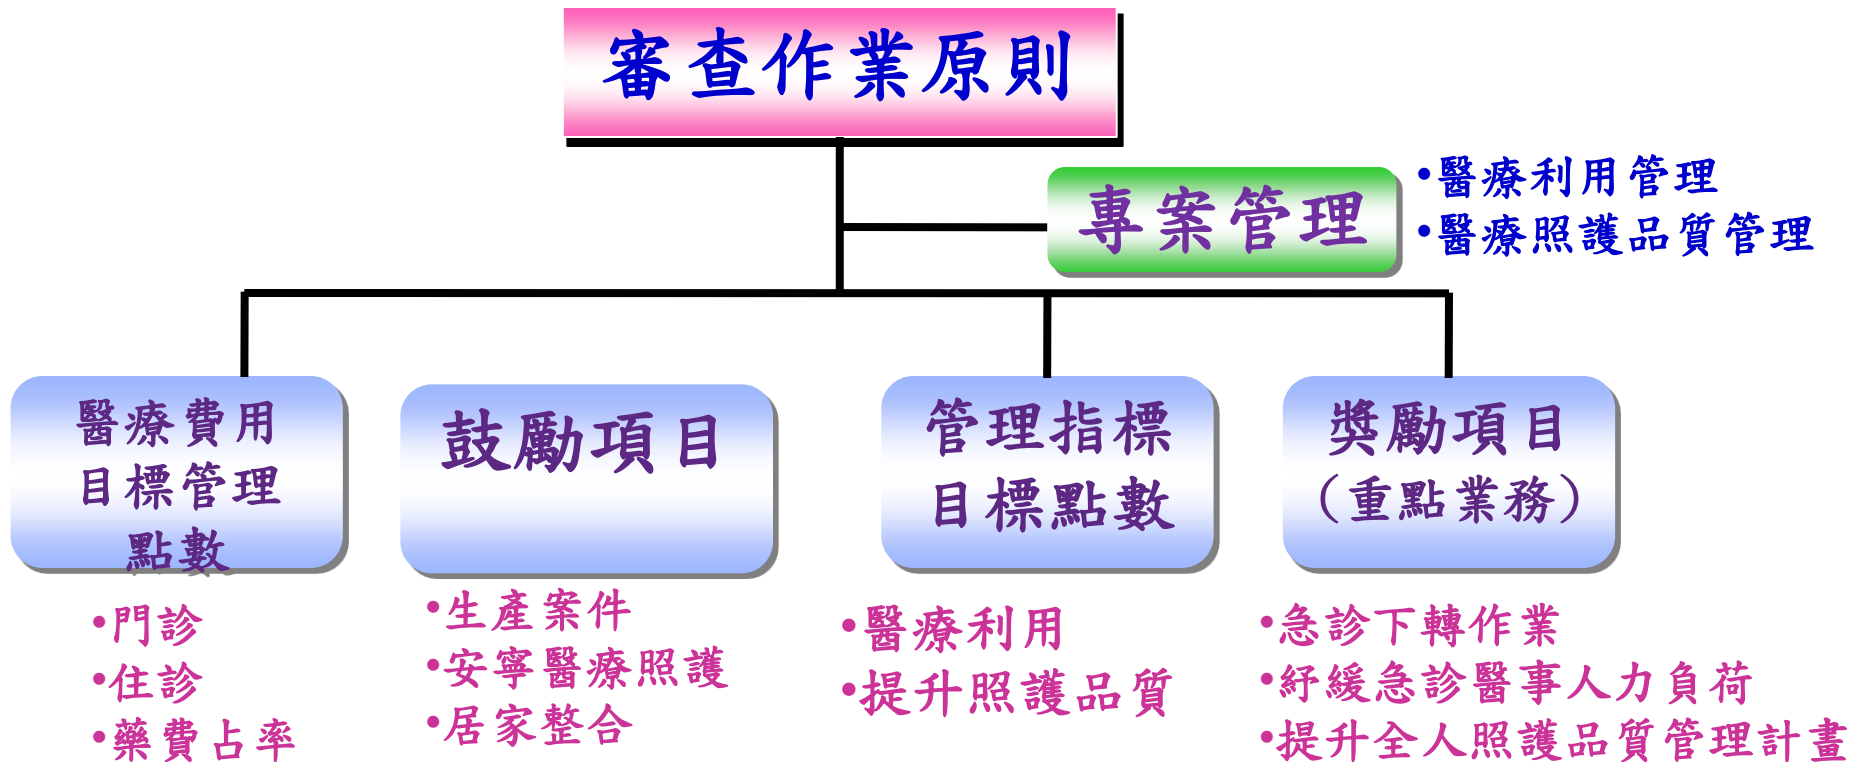 審查作業原則
專案管理
•醫療利用管理
•醫療照護品質管理
醫療費用
目標管理
點數
•門診
•住診
•藥費占率
鼓勵項目
•生產案件
•安寧醫療照護
•居家整合
管理指標
目標點數
•醫療利用
•提升照護品質
獎勵項目
(重點業務)
•急診下轉作業
•紓緩急診醫事人力負荷
•提升全人照護品質管理計畫